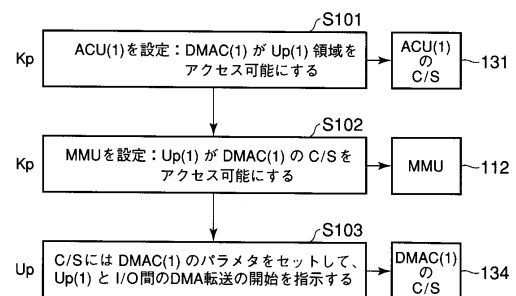 S101
Kp
ACU(1)を設定：DMAC(1) が Up(1) 領域を
アクセス可能にする
ACU(1)
の
C/S
131
S102
Kp
MMUを設定：Up(1) が DMAC(1) の C/Sを
アクセス可能にする
MMU
112
S103
Up
C/Sには DMAC(1) のパラメタをセットして、
Up(1) と I/O間のDMA転送の開始を指示する
DMAC(1)
の
C/S
134